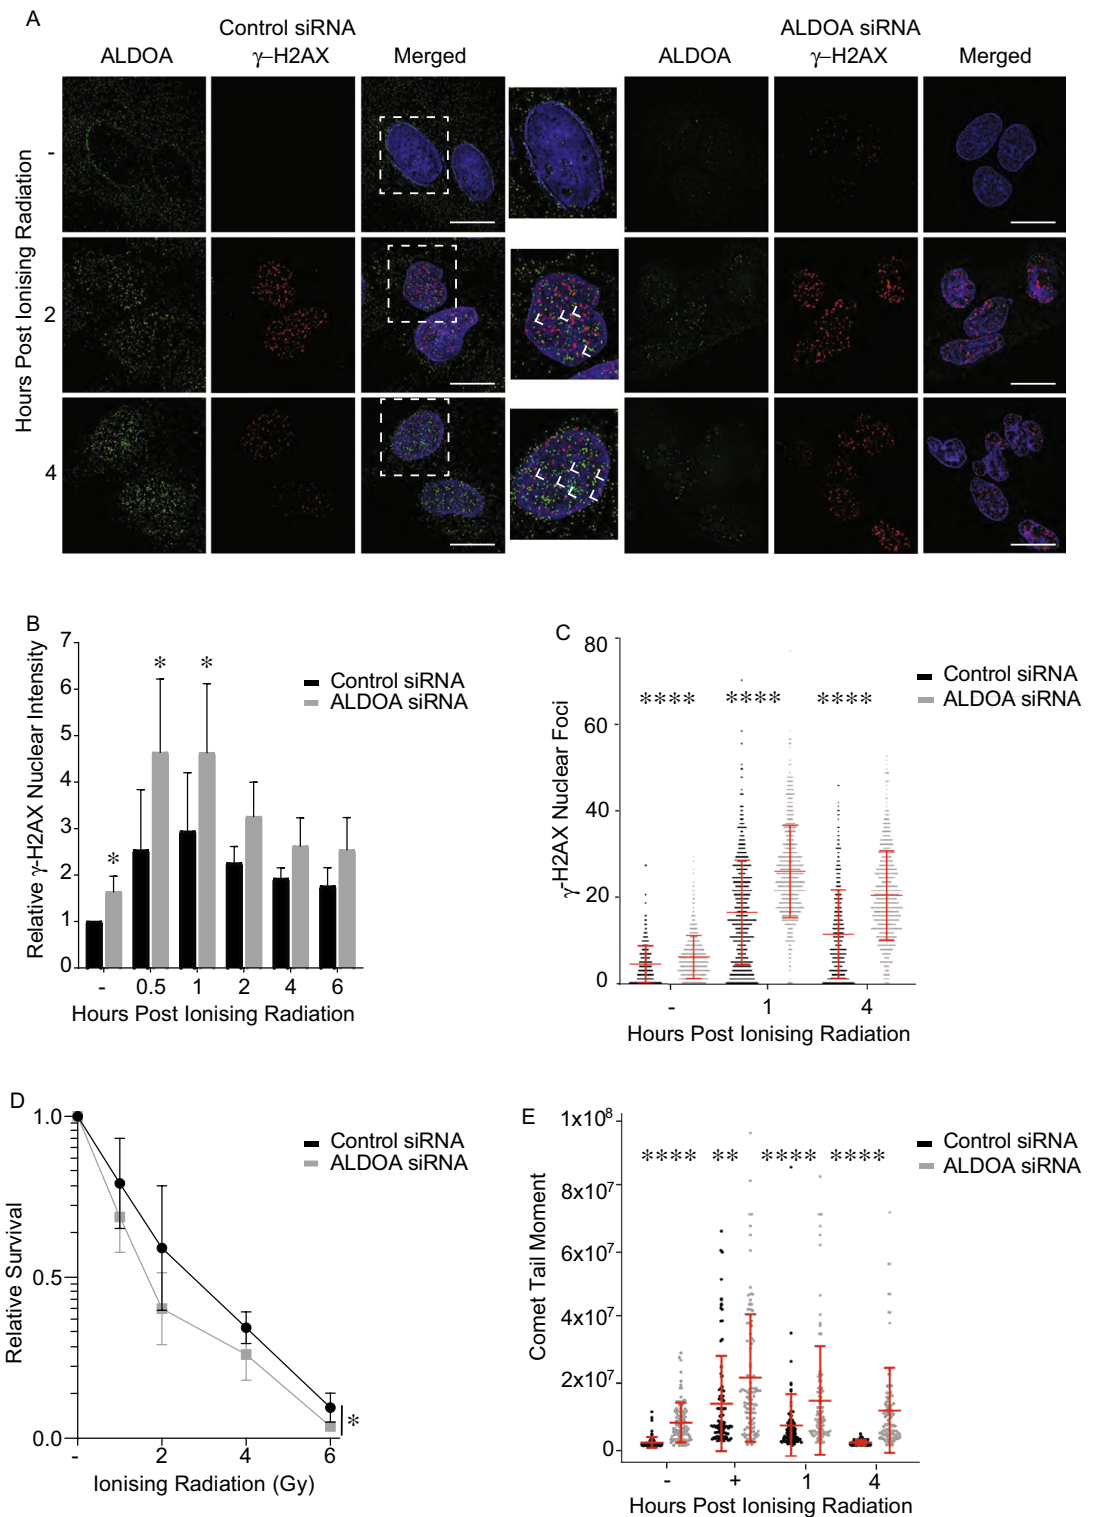 A
Control siRNA
ALDOA siRNA
ALDOA γ–H2AX Merged
ALDOA γ–H2AX Merged
Hours Post Ionising Radiation
-
2
4
B
Relative γ-H2AX Nuclear Intensity
7
6
5
4
3
2
1
0
* * *
Control siRNA
ALDOA siRNA
- 0.5 1 2 4 6
Hours Post Ionising Radiation
C
γ-H2AX Nuclear Foci
80
60
40
20
0
**** **** ****
Control siRNA
ALDOA siRNA
- 1 4
Hours Post Ionising Radiation
D
Relative Survival
1.0
0.5
0.0
Control siRNA
ALDOA siRNA
*
- 2 4 6
Ionising Radiation (Gy)
E
Comet Tail Moment
1x10⁸
8x10⁷
6x10⁷
4x10⁷
2x10⁷
0
**** ** **** ****
Control siRNA
ALDOA siRNA
- + 1 4
Hours Post Ionising Radiation